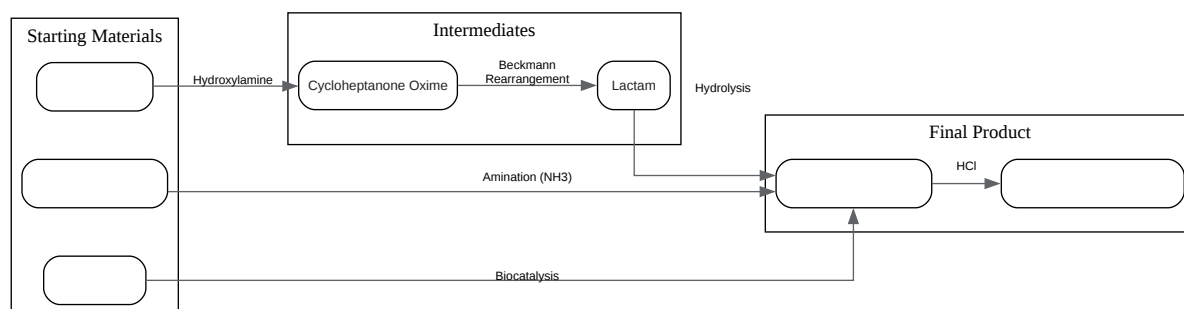 Starting Materials
Intermediates
Hydroxylamine
Cycloheptanone Oxime
Beckmann
Rearrangement
Lactam
Hydrolysis
Final Product
Amination (NH3)
HCl
Biocatalysis